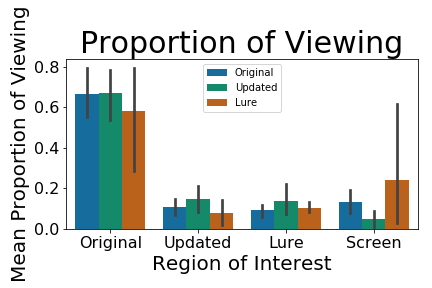 Proportion of Viewing
Mean Proportion of Viewing
0.8
0.6
0.4
0.2
0.0
Original
Updated
Lure
Original
Updated
Lure
Screen
Region of Interest